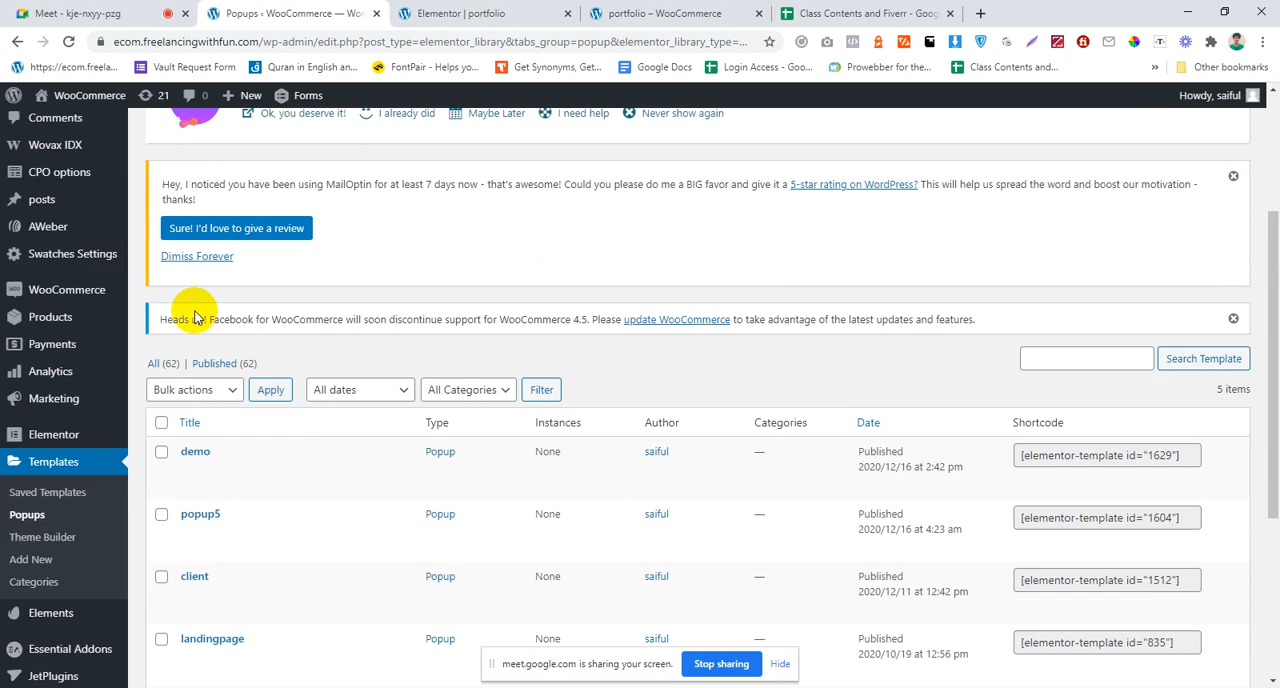 Meet - kje-nxyy-pzg
Popups ‹ WooCommerce — Wo
Elementor | portfolio
portfolio – WooCommerce
Class Contents and Fiverr - Goog
ecom.freelancingwithfun.com/wp-admin/edit.php?post_type=elementor_library&tabs_group=popup&elementor_library_type=...
https://ecom.freela...
Vault Request Form
Quran in English an...
FontPair - Helps yo...
Get Synonyms, Get...
Google Docs
Login Access - Goo...
Prowebber for the...
Class Contents and...
»
Other bookmarks
WooCommerce
21
0
New
Forms
Howdy, saiful
Comments
Wovax IDX
CPO options
posts
AWeber
Swatches Settings
WooCommerce
Products
Payments
Analytics
Marketing
Elementor
Templates
Saved Templates
Popups
Theme Builder
Add New
Categories
Elements
Essential Addons
JetPlugins
Ok, you deserve it!
I already did
Maybe Later
I need help
Never show again
Hey, I noticed you have been using MailOptin for at least 7 days now - that's awesome! Could you please do me a BIG favor and give it a 5-star rating on WordPress? This will help us spread the word and boost our motivation -
thanks!
Sure! I'd love to give a review
Dimiss Forever
Heads up! Facebook for WooCommerce will soon discontinue support for WooCommerce 4.5. Please update WooCommerce to take advantage of the latest updates and features.
All (62) | Published (62)
Search Template
Bulk actions
Apply
All dates
All Categories
Filter
5 items
Title
Type
Instances
Author
Categories
Date
Shortcode
demo
Popup
None
saiful
—
Published
2020/12/16 at 2:42 pm
[elementor-template id="1629"]
popup5
Popup
None
saiful
—
Published
2020/12/16 at 4:23 am
[elementor-template id="1604"]
client
Popup
None
saiful
—
Published
2020/12/11 at 12:42 pm
[elementor-template id="1512"]
landingpage
Popup
None
saiful
—
Published
2020/10/19 at 12:56 pm
[elementor-template id="835"]
meet.google.com is sharing your screen.
Stop sharing
Hide